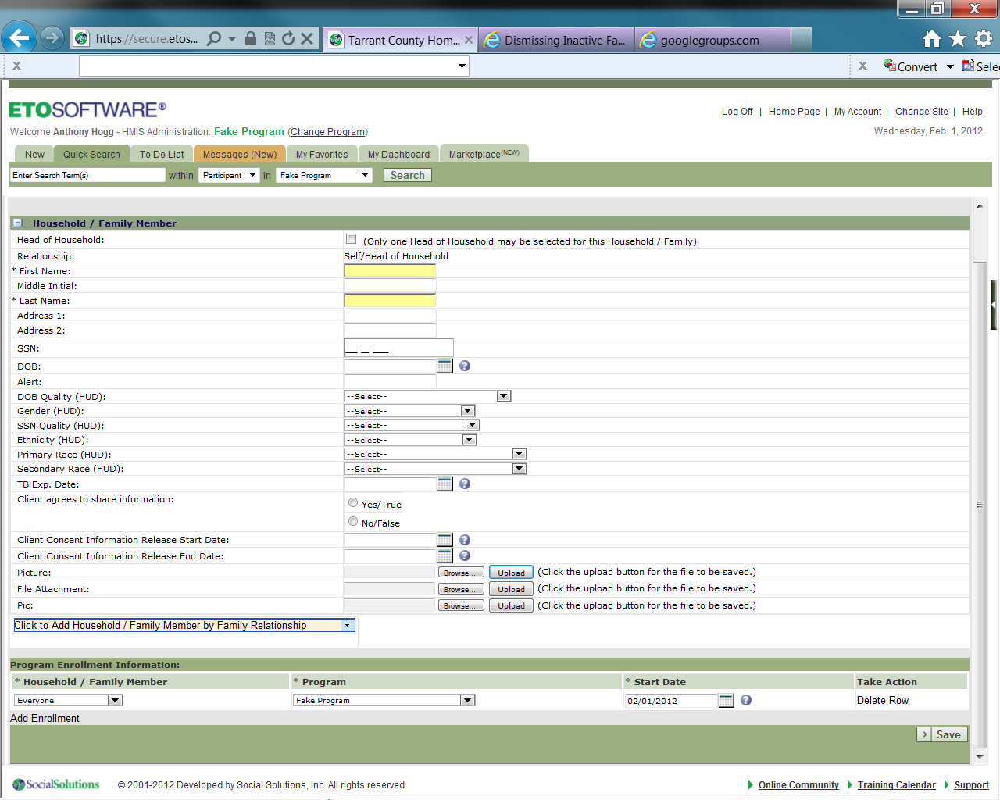 https://secure.etos...
Tarrant County Hom...
Dismissing Inactive Fa...
googlegroups.com
Convert
Sele
ETOSOFTWARE®
Log Off | Home Page | My Account | Change Site | Help
Welcome Anthony Hogg - HMIS Administration: Fake Program (Change Program)
Wednesday, Feb. 1, 2012
New
Quick Search
To Do List
Messages (New)
My Favorites
My Dashboard
Marketplace(NEW)
Enter Search Term(s) within Participant in Fake Program Search
Household / Family Member
Head of Household: (Only one Head of Household may be selected for this Household / Family)
Relationship: Self/Head of Household
* First Name:
Middle Initial:
* Last Name:
Address 1:
Address 2:
SSN: __-_-___
DOB:
Alert:
DOB Quality (HUD): --Select--
Gender (HUD): --Select--
SSN Quality (HUD): --Select--
Ethnicity (HUD): --Select--
Primary Race (HUD): --Select--
Secondary Race (HUD): --Select--
TB Exp. Date:
Client agrees to share information:
Yes/True
No/False
Client Consent Information Release Start Date:
Client Consent Information Release End Date:
Picture: Browse... Upload (Click the upload button for the file to be saved.)
File Attachment: Browse... Upload (Click the upload button for the file to be saved.)
Pic: Browse... Upload (Click the upload button for the file to be saved.)
Click to Add Household / Family Member by Family Relationship
Program Enrollment Information:
* Household / Family Member * Program * Start Date Take Action
Everyone Fake Program 02/01/2012 Delete Row
Add Enrollment
› Save
SocialSolutions © 2001-2012 Developed by Social Solutions, Inc. All rights reserved.
Online Community Training Calendar Support